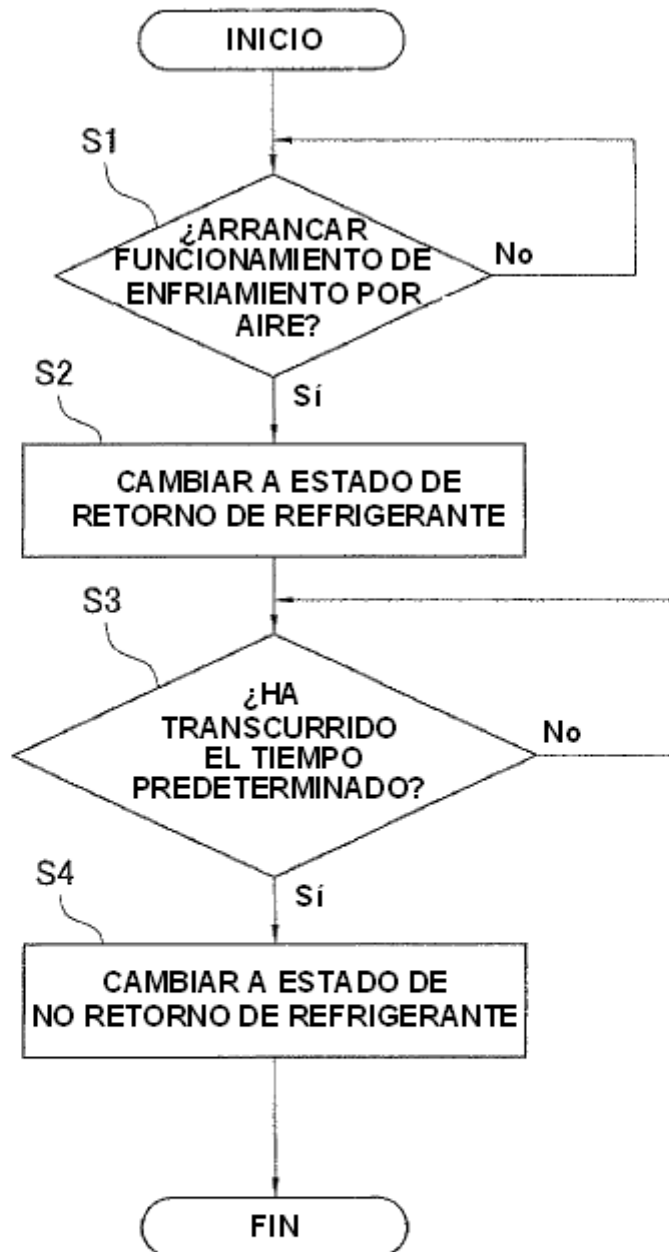 INICIO
S1
¿ARRANCAR
FUNCIONAMIENTO DE
ENFRIAMIENTO POR
AIRE?
No
Sí
S2
CAMBIAR A ESTADO DE
RETORNO DE REFRIGERANTE
S3
¿HA
TRANSCURRIDO
EL TIEMPO
PREDETERMINADO?
No
Sí
S4
CAMBIAR A ESTADO DE
NO RETORNO DE REFRIGERANTE
FIN